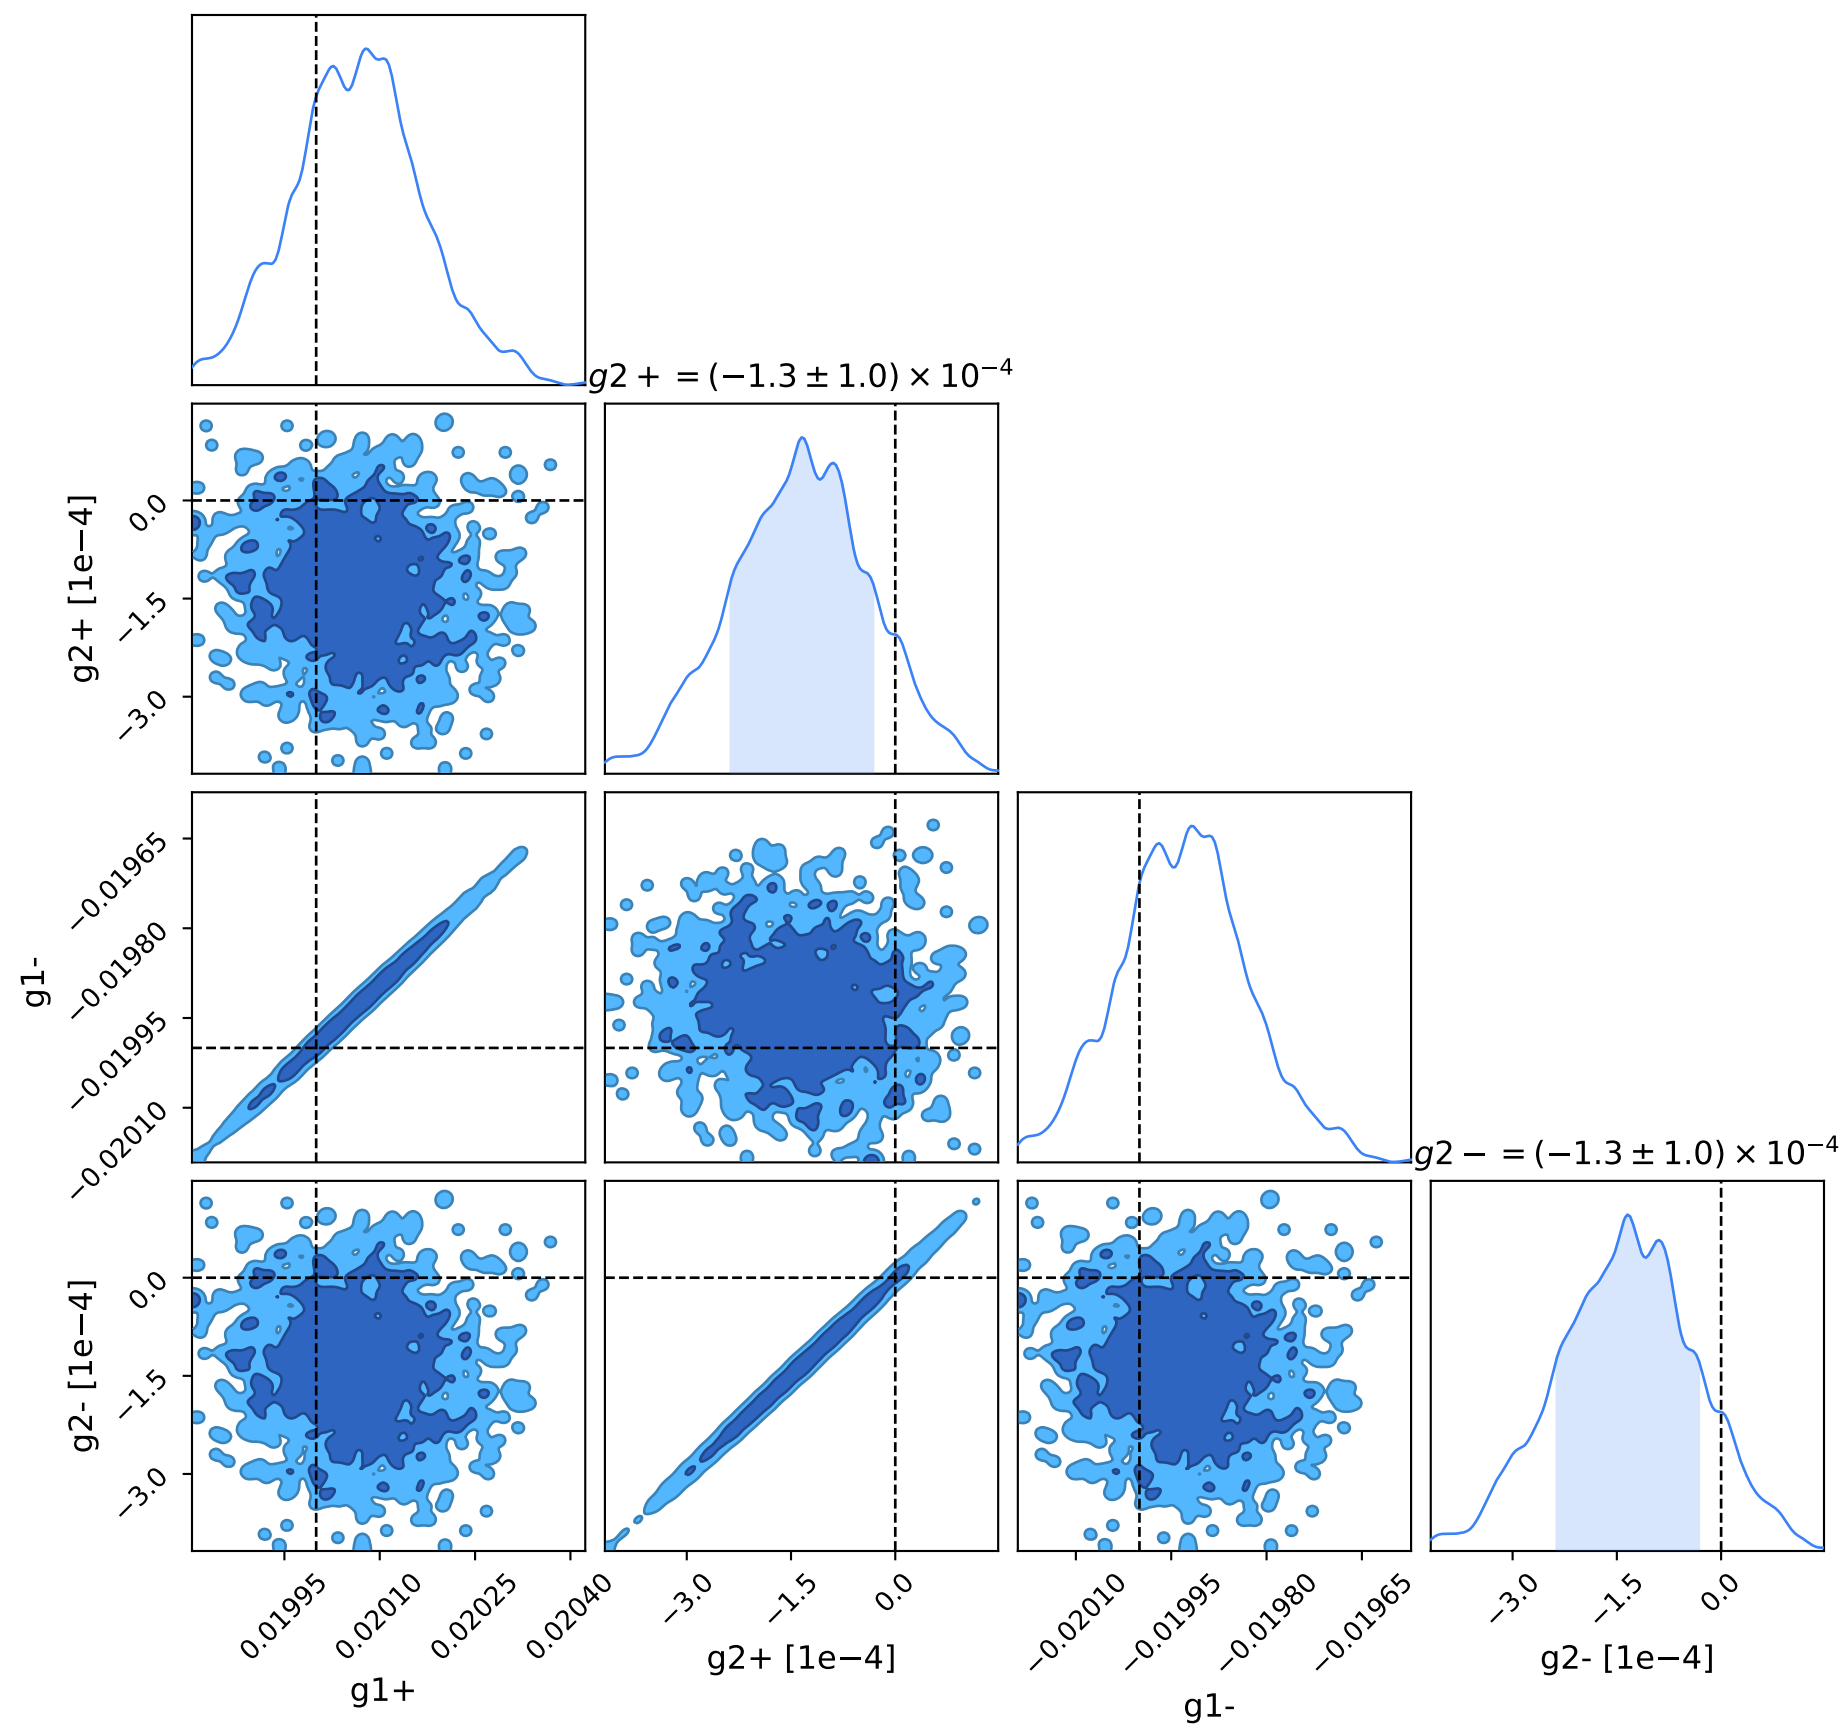 g2 + = (−1.3 ± 1.0) × 10⁻⁴
g2+ [1e−4]
0.0
−1.5
−3.0
g1-
−0.01965
−0.01980
−0.01995
−0.02010
g2 − = (−1.3 ± 1.0) × 10⁻⁴
g2- [1e−4]
0.0
−1.5
−3.0
0.01995 0.02010 0.02025 0.02040
−3.0 −1.5 0.0
−0.02010 −0.01995 −0.01980 −0.01965
−3.0 −1.5 0.0
g1+
g2+ [1e−4]
g1-
g2- [1e−4]